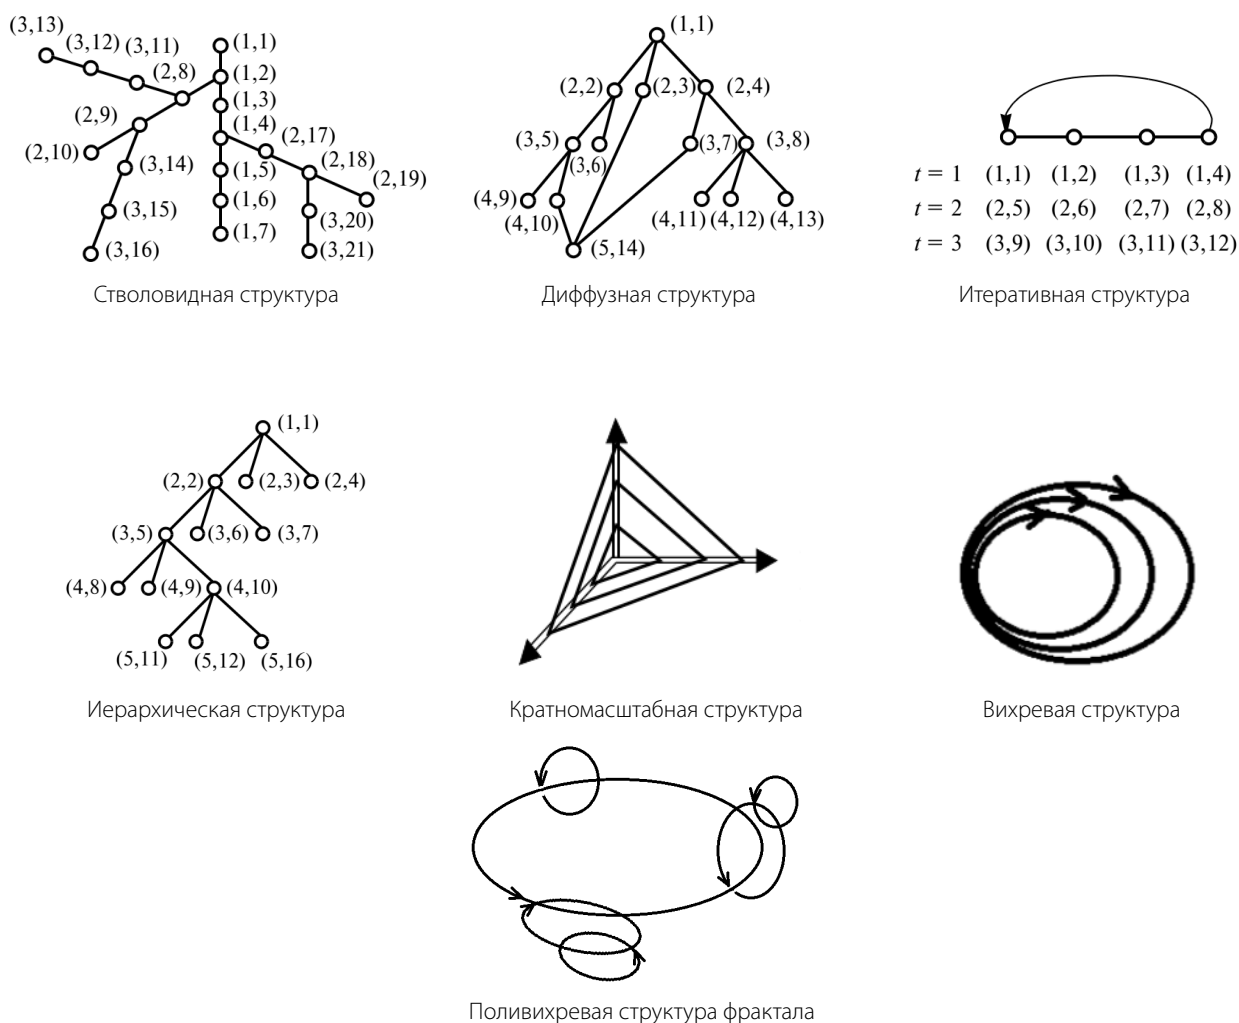 (3,13)
(3,12) (3,11)
(2,8)
(1,1)
(1,2)
(1,3)
(2,9)
(1,4)
(2,17)
(2,10)
(3,14)
(1,5)
(2,18)
(2,19)
(3,15)
(1,6)
(3,20)
(3,16)
(1,7)
(3,21)
Стволовидная структура
(1,1)
(2,2) (2,3) (2,4)
(3,5) (3,6) (3,7) (3,8)
(4,9) (4,10) (4,11) (4,12) (4,13)
(5,14)
Диффузная структура
t = 1 (1,1) (1,2) (1,3) (1,4)
t = 2 (2,5) (2,6) (2,7) (2,8)
t = 3 (3,9) (3,10) (3,11) (3,12)
Итеративная структура
(1,1)
(2,2) (2,3) (2,4)
(3,5) (3,6) (3,7)
(4,8) (4,9) (4,10)
(5,11) (5,12) (5,16)
Иерархическая структура
Кратномасштабная структура
Вихревая структура
Поливихревая структура фрактала